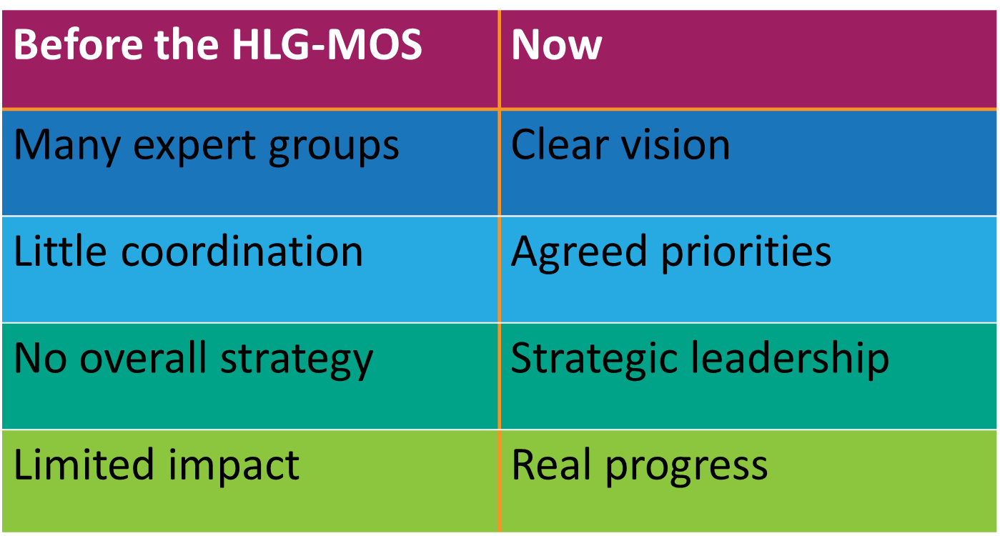 Before the HLG-MOS
Now
Many expert groups
Clear vision
Little coordination
Agreed priorities
No overall strategy
Strategic leadership
Limited impact
Real progress